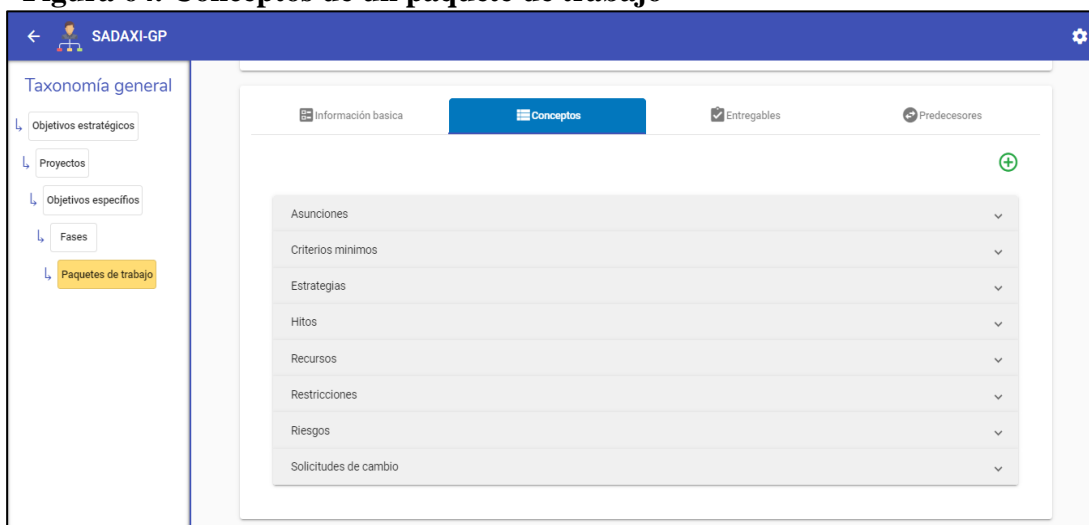 Figura 64. Conceptos de un paquete de trabajo
SADAXI-GP
Taxonomía general
Objetivos estratégicos
Proyectos
Objetivos específios
Fases
Paquetes de trabajo
Información basica
Conceptos
Entregables
Predecesores
Asunciones
Criterios minimos
Estrategias
Hitos
Recursos
Restricciones
Riesgos
Solicitudes de cambio